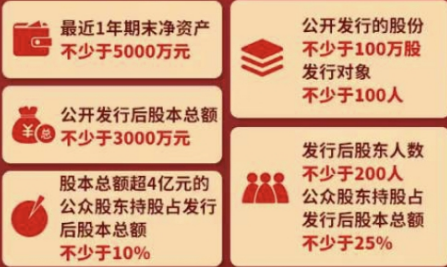 最近1年期末净资产
不少于5000万元
公开发行后股本总额
不少于3000万元
股本总额超4亿元的
公众股东持股占发行
后股本总额
不少于10%
公开发行的股份
不少于100万股
发行对象
不少于100人
发行后股东人数
不少于200人
公众股东持股占
发行后股本总额
不少于25%